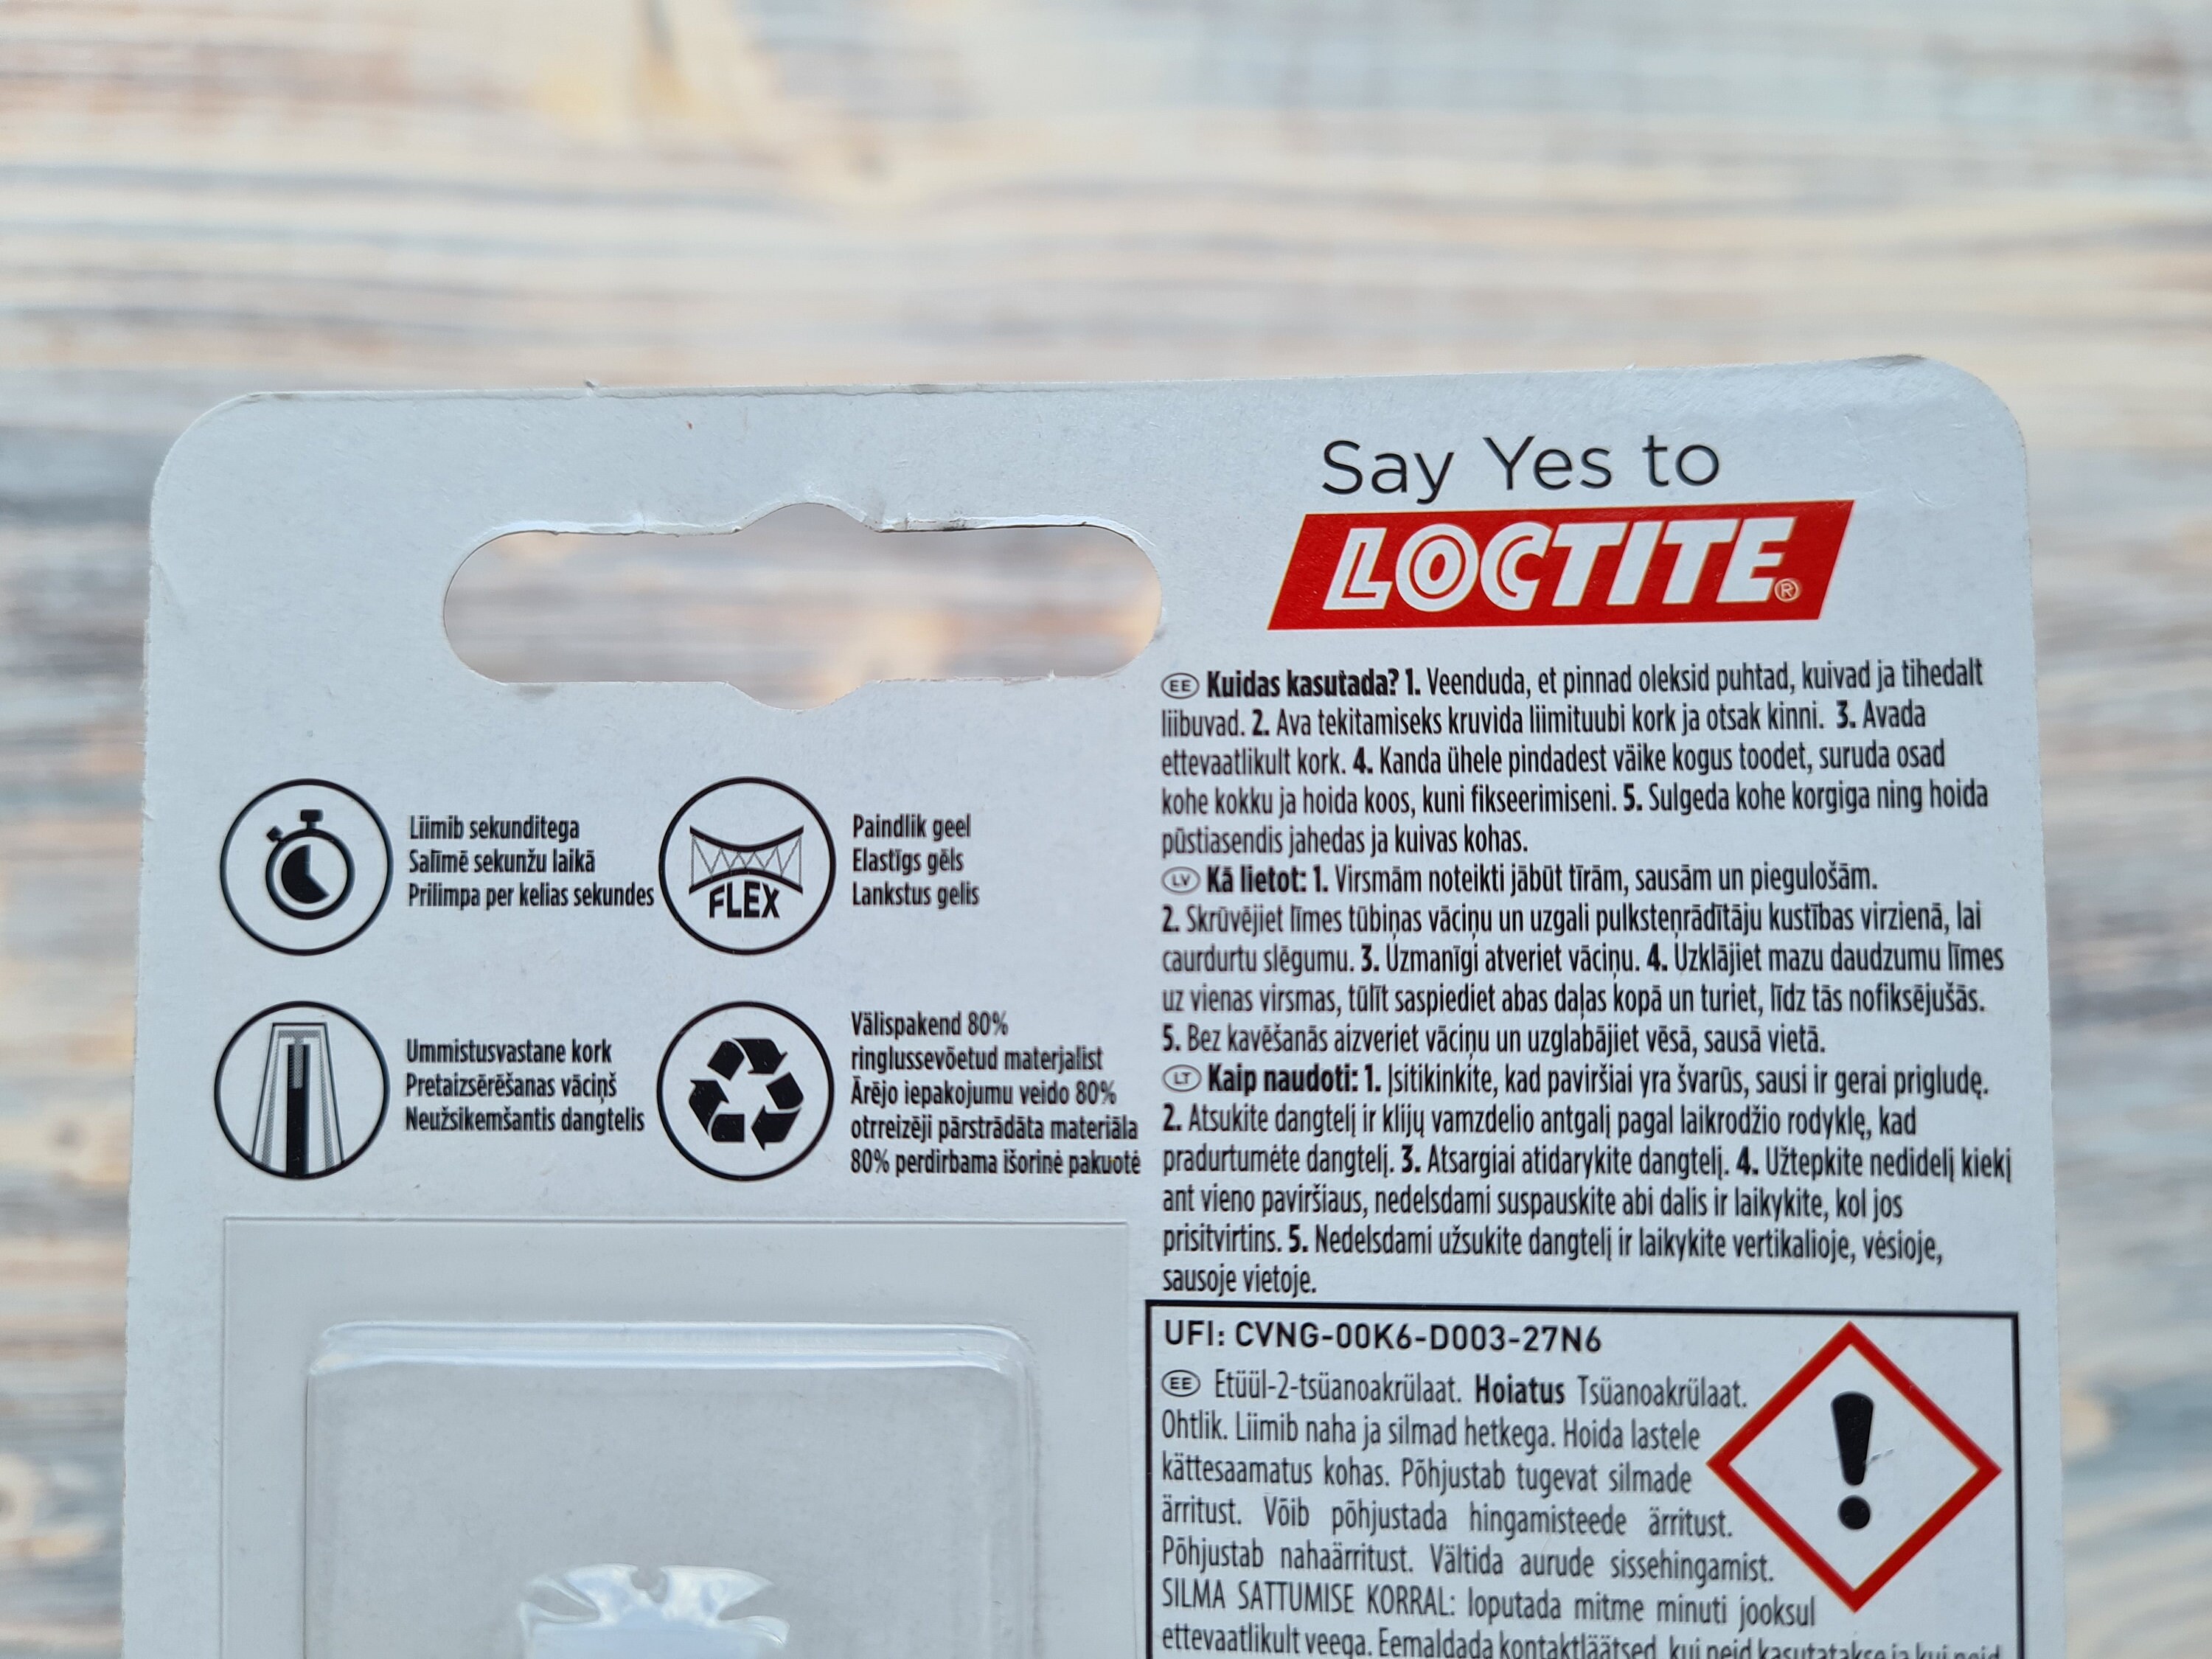 Say Yes to
LOCTITE®
EE Kuidas kasutada? 1. Veenduda, et pinnad oleksid puhtad, kuivad ja tihedalt
liibuvad. 2. Ava tekitamiseks kruvida liimituubi kork ja otsak kinni. 3. Avada
ettevaatlikult kork. 4. Kanda ühele pindadest väike kogus toodet, suruda osad
kohe kokku ja hoida koos, kuni fikseerimiseni. 5. Sulgeda kohe korgiga ning hoida
püstiasendis jahedas ja kuivas kohas.
LV Kā lietot: 1. Virsmām noteikti jābūt tīrām, sausām un piegulošām.
2. Skrūvējiet līmes tūbiņas vāciņu un uzgali pulksteņrādītāju kustības virzienā, lai
caurdurtu slēgumu. 3. Uzmanīgi atveriet vāciņu. 4. Uzklājiet mazu daudzumu līmes
uz vienas virsmas, tūlīt saspiediet abas daļas kopā un turiet, līdz tās nofiksējušās.
5. Bez kavēšanās aizveriet vāciņu un uzglabājiet vēsā, sausā vietā.
LT Kaip naudoti: 1. Įsitikinkite, kad paviršiai yra švarūs, sausi ir gerai prigludę.
2. Atsukite dangtelį ir klijų vamzdelio antgalį pagal laikrodžio rodyklę, kad
pradurtumėte dangtelį. 3. Atsargiai atidarykite dangtelį. 4. Užtepkite nedidelį kiekį
ant vieno paviršiaus, nedelsdami suspauskite abi dalis ir laikykite, kol jos
prisitvirtins. 5. Nedelsdami užsukite dangtelį ir laikykite vertikalioje, vėsioje,
sausoje vietoje.
Liimib sekunditega
Salīmē sekunžu laikā
Prilimpa per kelias sekundes
FLEX
Paindlik geel
Elastīgs gēls
Lankstus gelis
Ummistusvastane kork
Pretaizsērēšanas vāciņš
Neužsikemšantis dangtelis
Välispakend 80%
ringlussevõetud materjalist
Ārējo iepakojumu veido 80%
otrreizēji pārstrādāta materiāla
80% perdirbama išorinė pakuotė
UFI: CVNG-00K6-D003-27N6
EE Etüül-2-tsüanoakrülaat. Hoiatus Tsüanoakrülaat.
Ohtlik. Liimib naha ja silmad hetkega. Hoida lastele
kättesaamatus kohas. Põhjustab tugevat silmade
ärritust. Võib põhjustada hingamisteede ärritust.
Põhjustab nahaärritust. Vältida aurude sissehingamist.
SILMA SATTUMISE KORRAL: loputada mitme minuti jooksul
ettevaatlikult veega. Eemaldada kontaktläätsed, kui neid kasutatakse ja kui neid